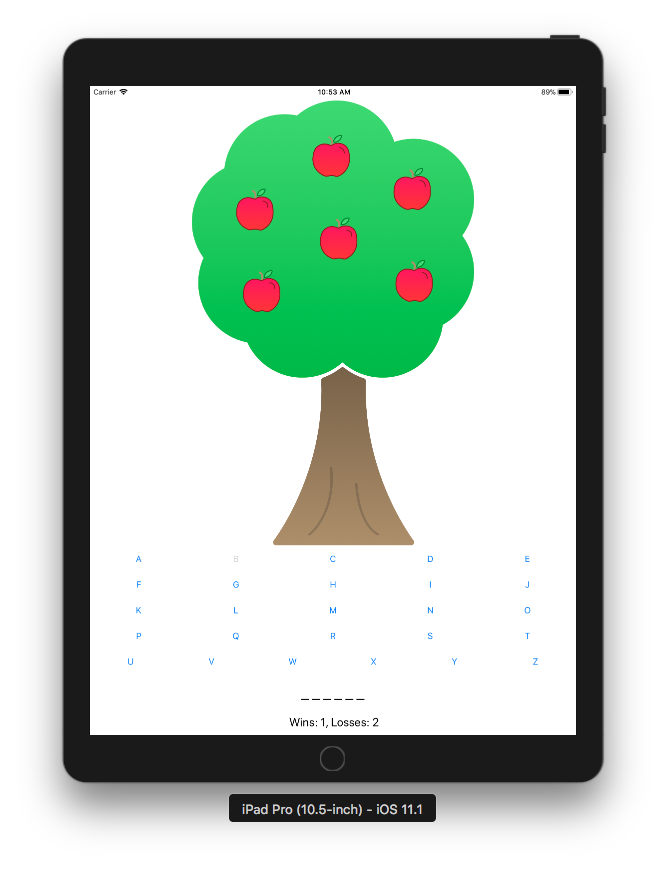 Carrier 10:53 AM 89%
A B C D E
F G H I J
K L M N O
P Q R S T
U V W X Y Z
_ _ _ _ _ _
Wins: 1, Losses: 2
iPad Pro (10.5-inch) - iOS 11.1